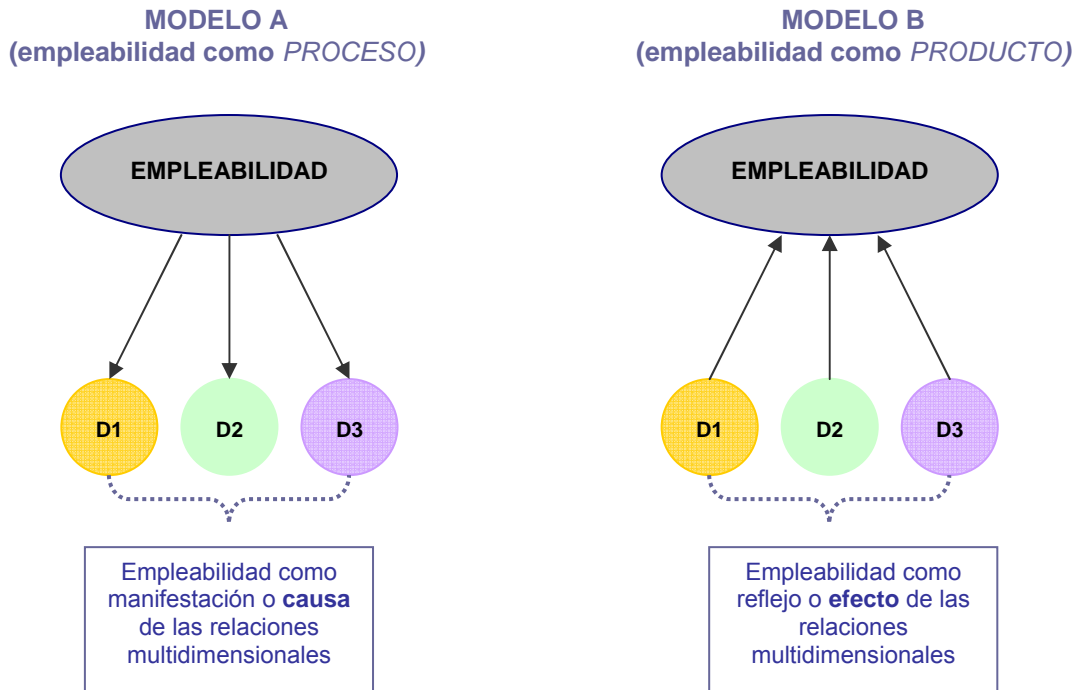 MODELO A
(empleabilidad como PROCESO)
EMPLEABILIDAD
D1
D2
D3
Empleabilidad como
manifestación o causa
de las relaciones
multidimensionales
MODELO B
(empleabilidad como PRODUCTO)
EMPLEABILIDAD
D1
D2
D3
Empleabilidad como
reflejo o efecto de las
relaciones
multidimensionales